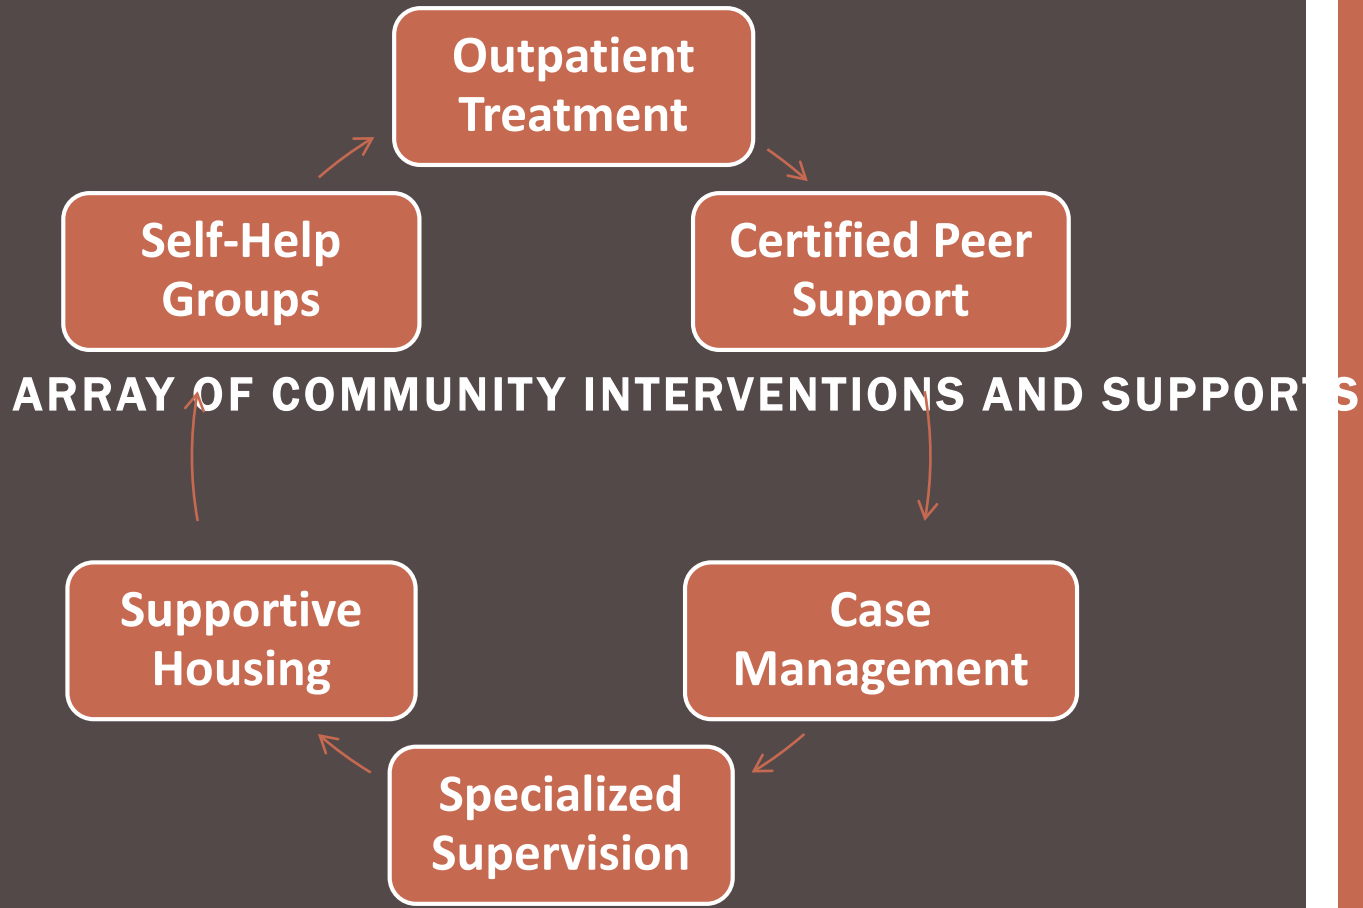 Outpatient
Treatment
Self-Help
Groups
Certified Peer
Support
ARRAY OF COMMUNITY INTERVENTIONS AND SUPPORTS
Supportive
Housing
Case
Management
Specialized
Supervision